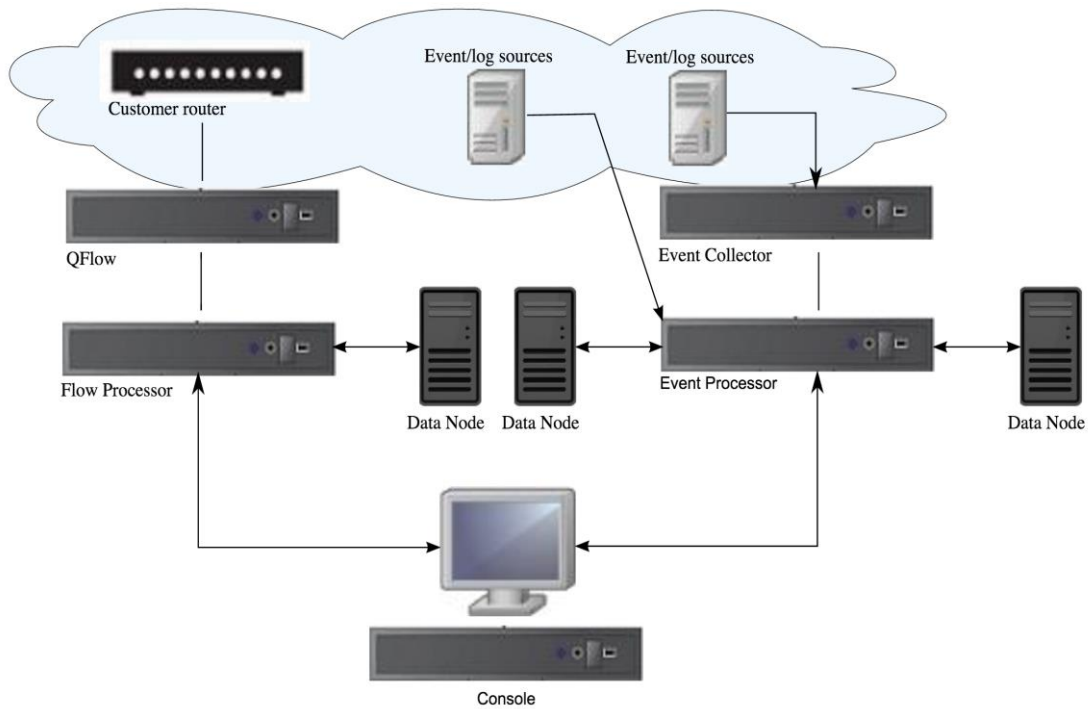 Event/log sources
Event/log sources
Customer router
QFlow
Event Collector
Flow Processor
Event Processor
Data Node
Data Node
Data Node
Console